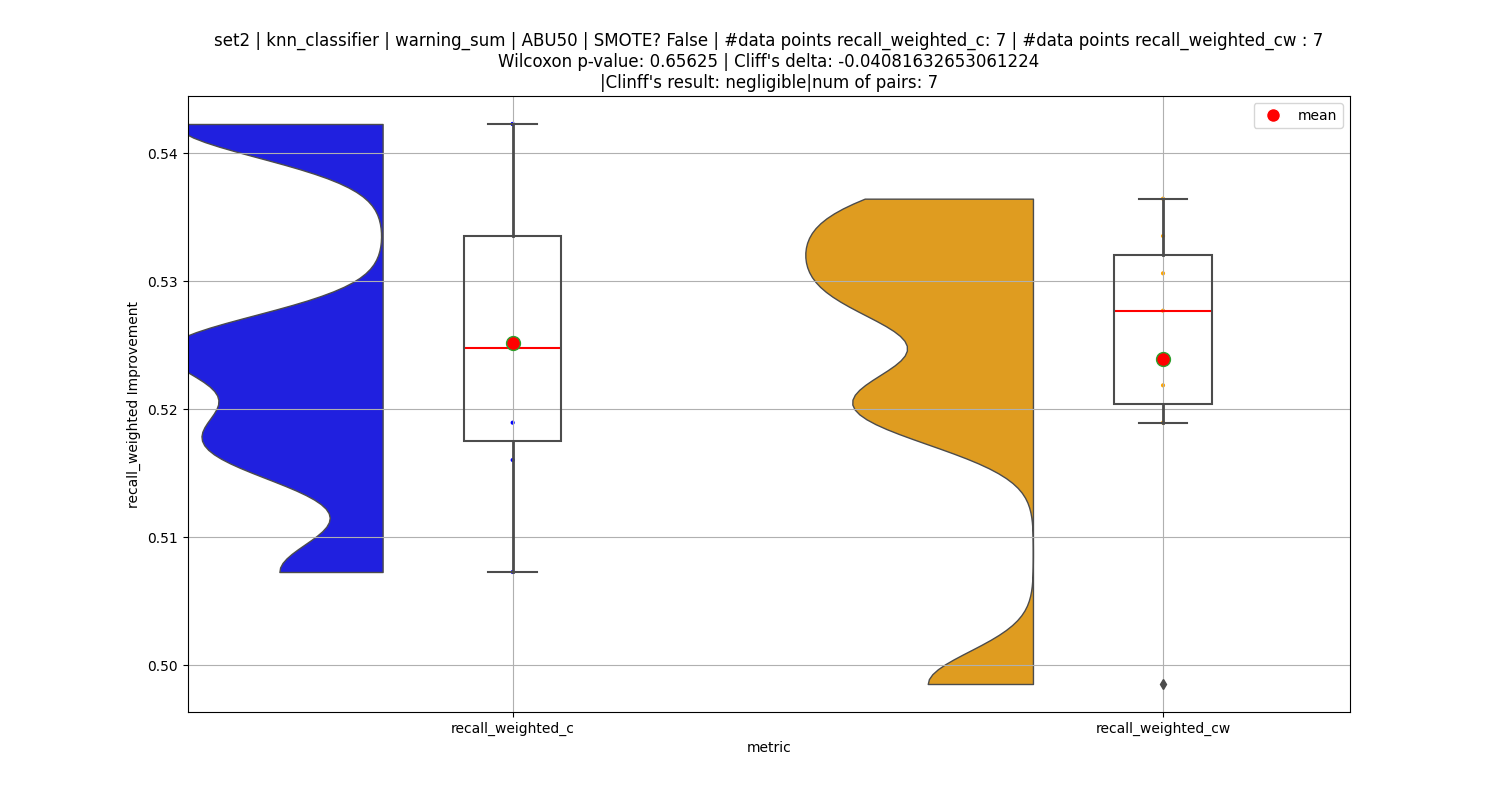 set2 | knn_classifier | warning_sum | ABU50 | SMOTE? False | #data points recall_weighted_c: 7 | #data points recall_weighted_cw : 7
Wilcoxon p-value: 0.65625 | Cliff's delta: -0.04081632653061224
|Clinff's result: negligible|num of pairs: 7
mean
0.54
0.53
0.52
0.51
0.50
recall_weighted Improvement
recall_weighted_c
recall_weighted_cw
metric